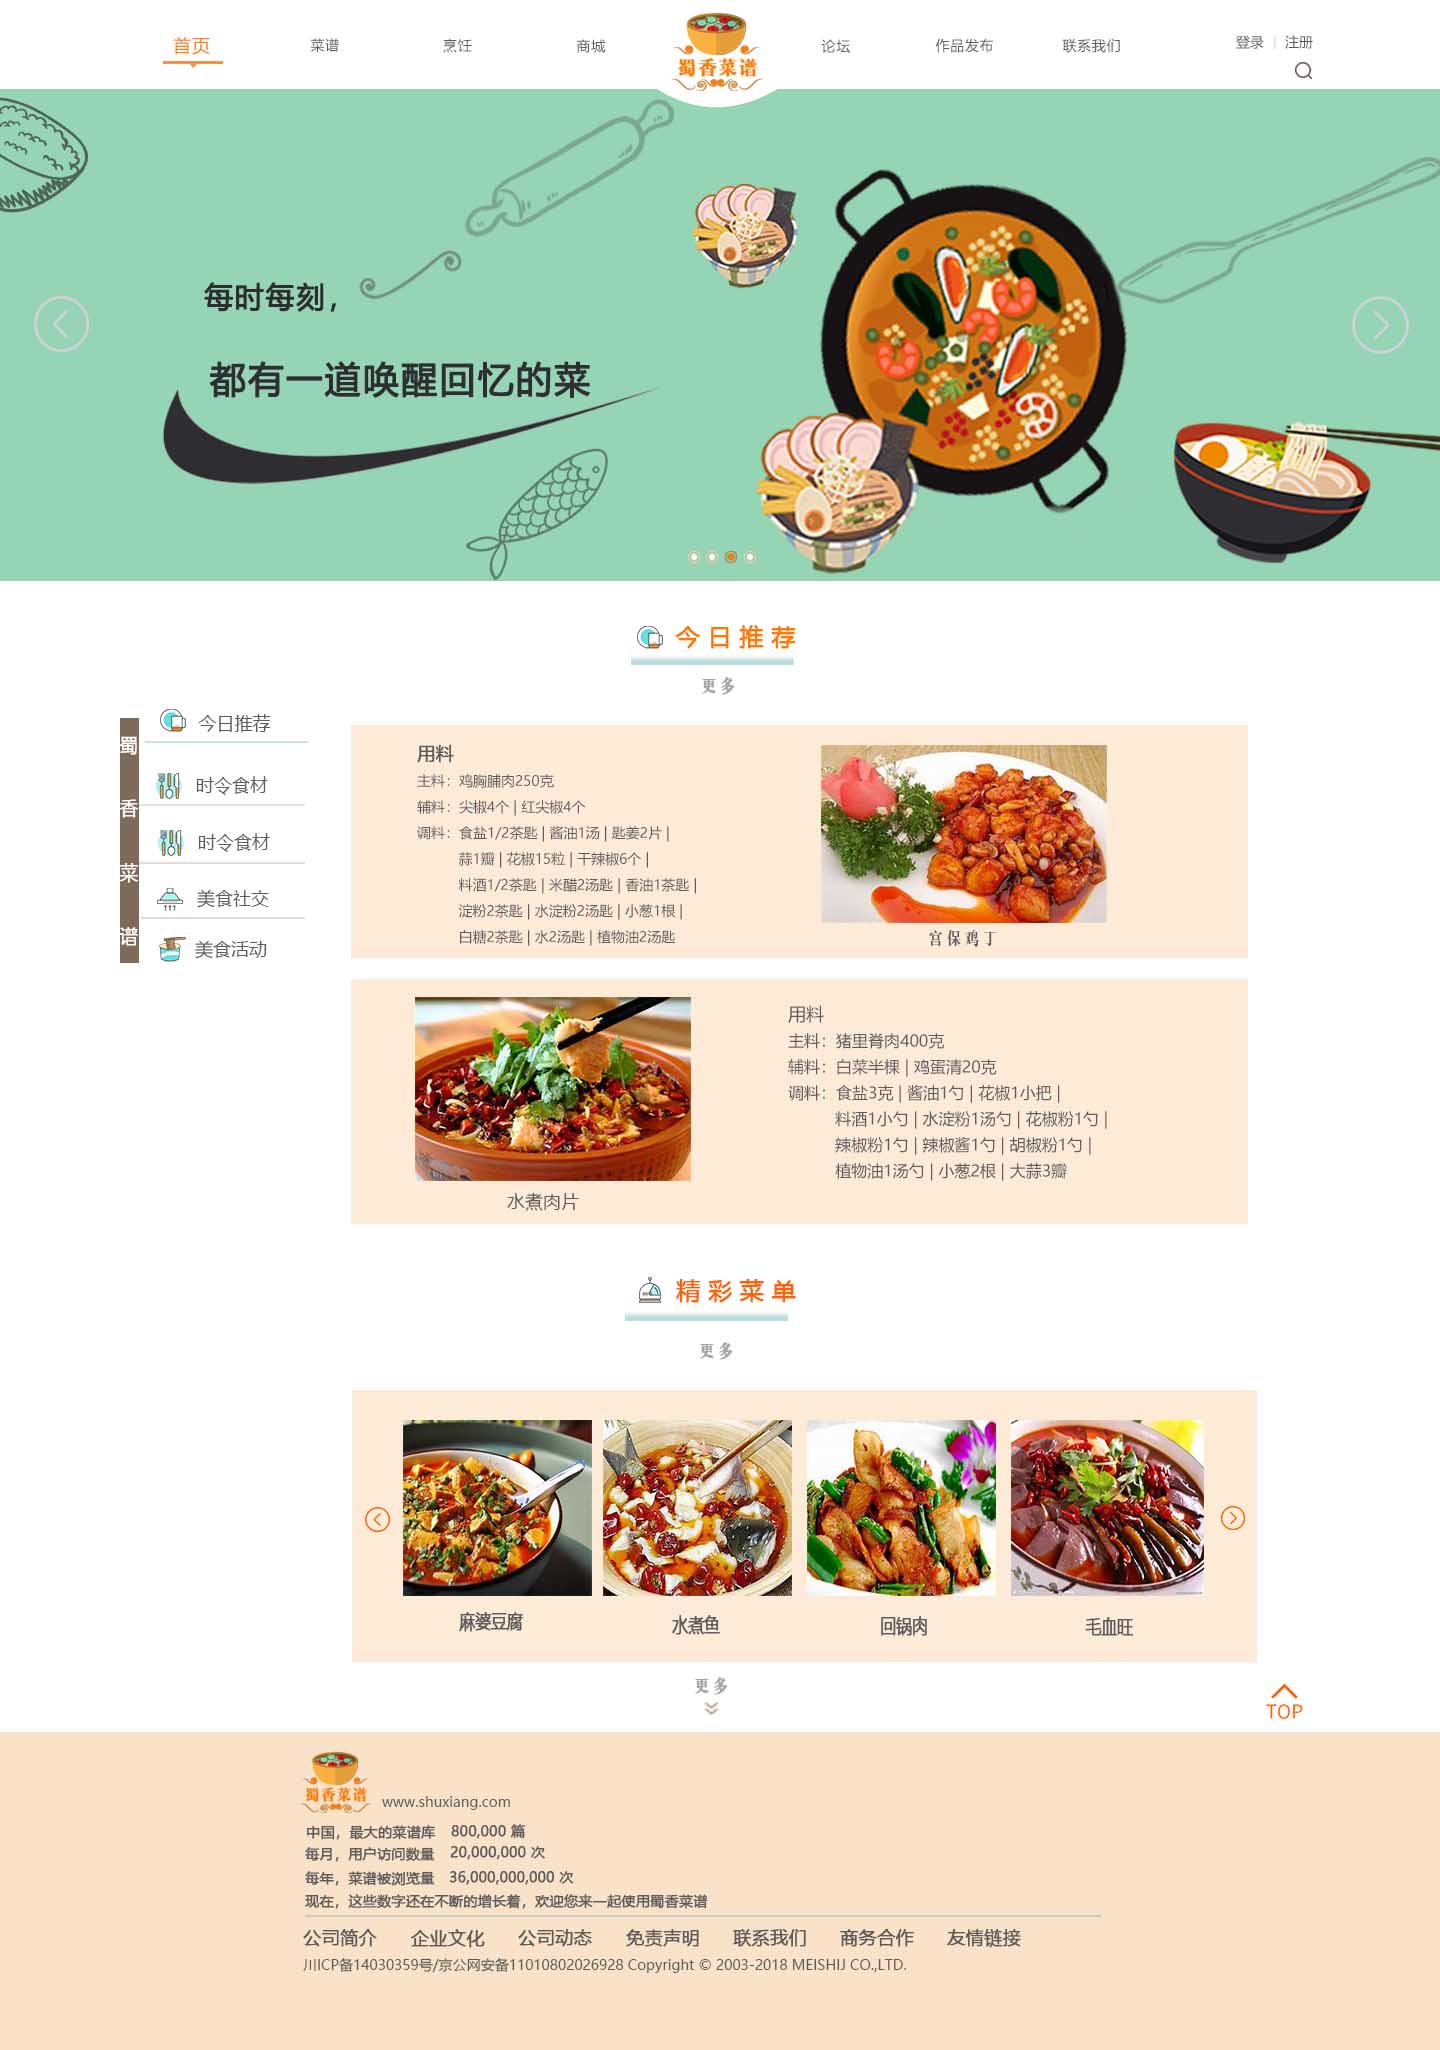 首页 菜谱 烹饪 商城 蜀香菜谱 论坛 作品发布 联系我们 登录 | 注册
每时每刻，
都有一道唤醒回忆的菜
今日推荐
更多
蜀香菜谱
今日推荐
时令食材
时令食材
美食社交
美食活动
用料
主料：鸡胸脯肉250克
辅料：尖椒4个 | 红尖椒4个
调料：食盐1/2茶匙 | 酱油1汤 | 匙姜2片 |
蒜1瓣 | 花椒15粒 | 干辣椒6个 |
料酒1/2茶匙 | 米醋2汤匙 | 香油1茶匙 |
淀粉2茶匙 | 水淀粉2汤匙 | 小葱1根 |
白糖2茶匙 | 水2汤匙 | 植物油2汤匙
宫保鸡丁
用料
主料：猪里脊肉400克
辅料：白菜半棵 | 鸡蛋清20克
调料：食盐3克 | 酱油1勺 | 花椒1小把 |
料酒1小勺 | 水淀粉1汤勺 | 花椒粉1勺 |
辣椒粉1勺 | 辣椒酱1勺 | 胡椒粉1勺 |
植物油1汤勺 | 小葱2根 | 大蒜3瓣
水煮肉片
精彩菜单
更多
麻婆豆腐 水煮鱼 回锅肉 毛血旺
更多
TOP
蜀香菜谱 www.shuxiang.com
中国，最大的菜谱库 800,000 篇
每月，用户访问数量 20,000,000 次
每年，菜谱被浏览量 36,000,000,000 次
现在，这些数字还在不断的增长着，欢迎您来一起使用蜀香菜谱
公司简介 企业文化 公司动态 免责声明 联系我们 商务合作 友情链接
川ICP备14030359号/京公网安备11010802026928 Copyright © 2003-2018 MEISHIJ CO.,LTD.